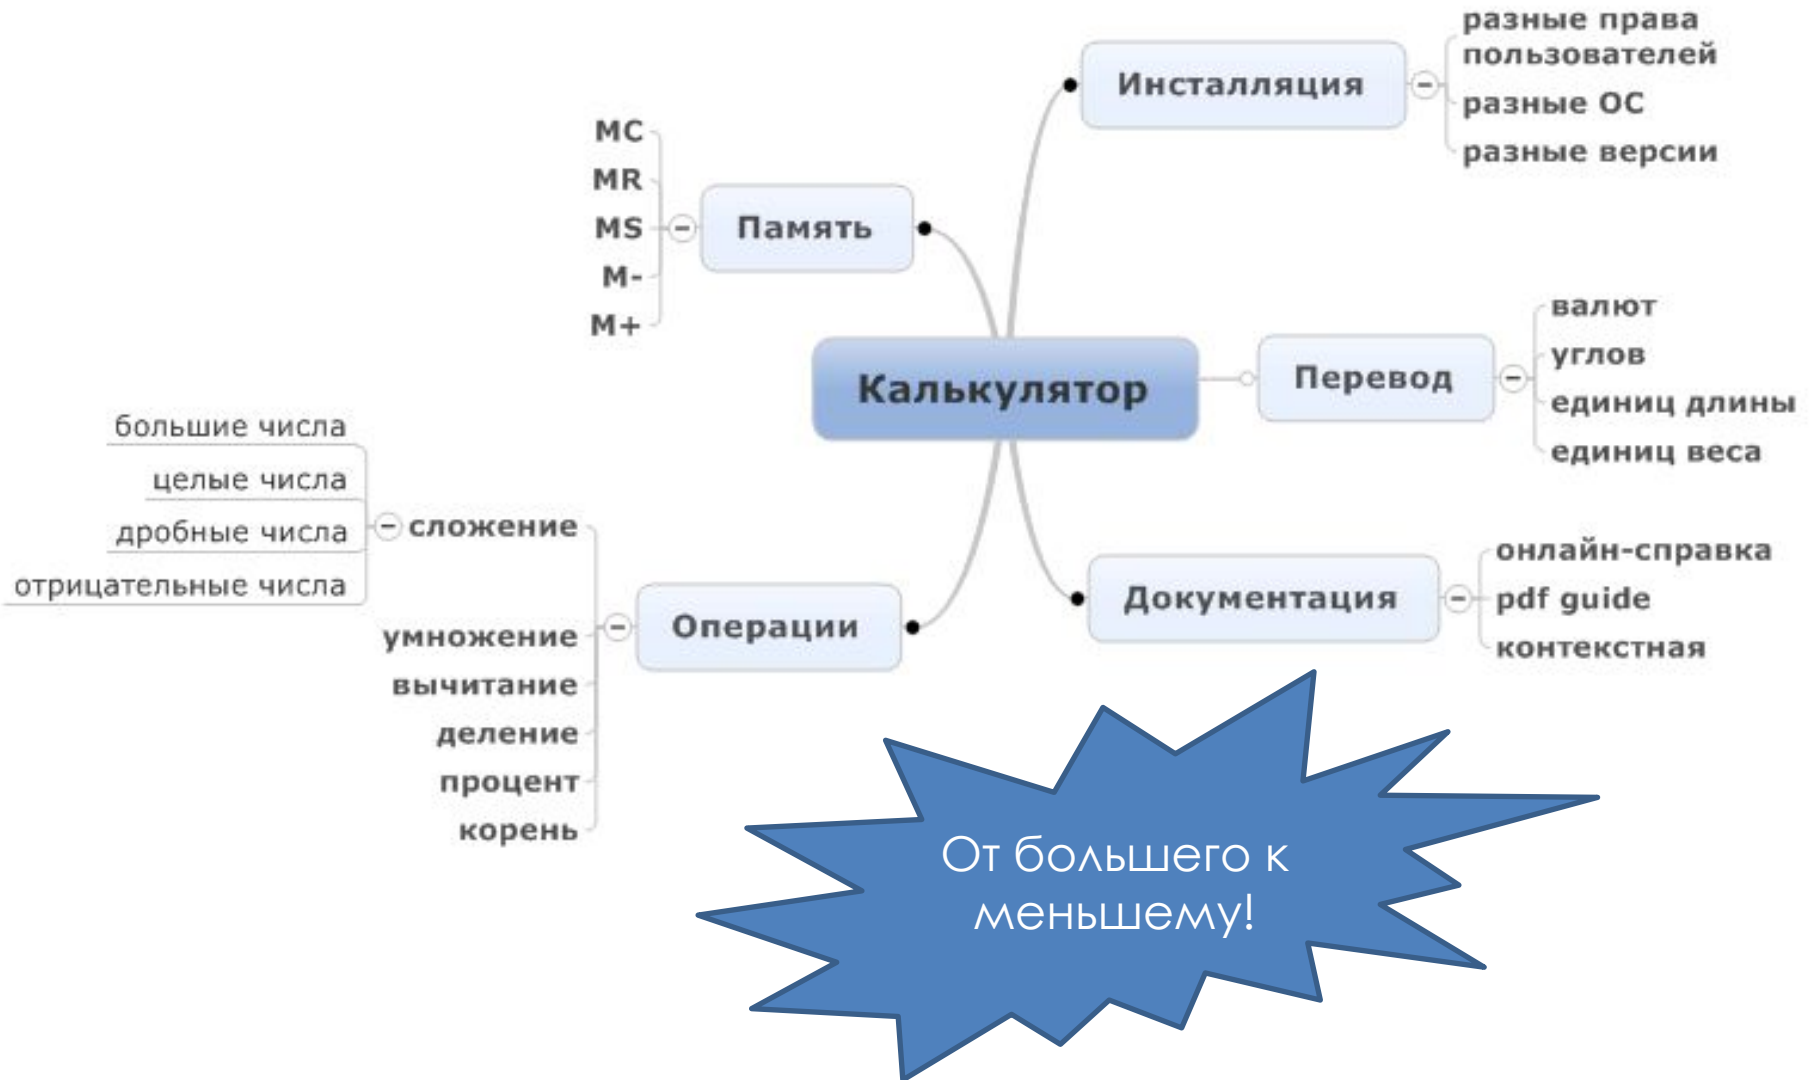 разные права
пользователей
Инсталляция
разные ОС
разные версии
MC
MR
MS
Память
M-
M+
валют
углов
Калькулятор
Перевод
единиц длины
единиц веса
большие числа
целые числа
дробные числа
отрицательные числа
сложение
умножение
вычитание
деление
процент
корень
Операции
онлайн-справка
Документация
pdf guide
контекстная
От большего к
меньшему!